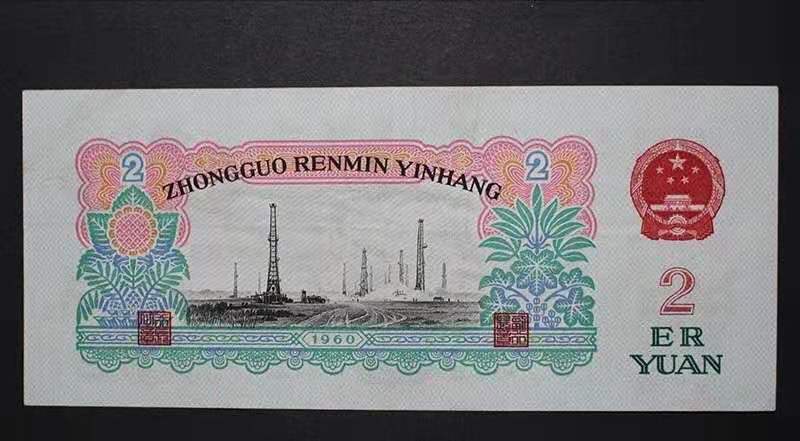 2
2
ZHONGGUO RENMIN YINHANG
1960
2
ER
YUAN